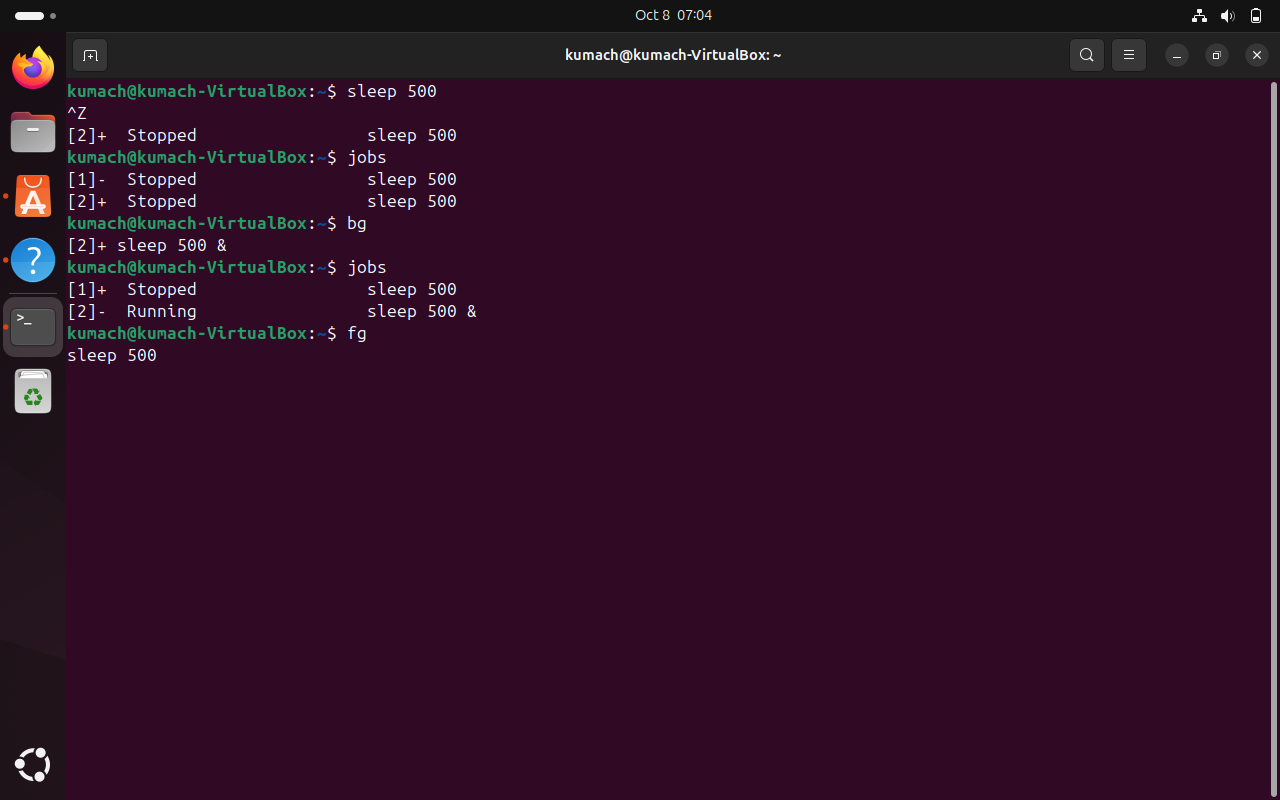 Oct 8 07:04
kumach@kumach-VirtualBox: ~
kumach@kumach-VirtualBox:~$ sleep 500
^Z
[2]+  Stopped                 sleep 500
kumach@kumach-VirtualBox:~$ jobs
[1]-  Stopped                 sleep 500
[2]+  Stopped                 sleep 500
kumach@kumach-VirtualBox:~$ bg
[2]+ sleep 500 &
kumach@kumach-VirtualBox:~$ jobs
[1]+  Stopped                 sleep 500
[2]-  Running                 sleep 500 &
kumach@kumach-VirtualBox:~$ fg
sleep 500